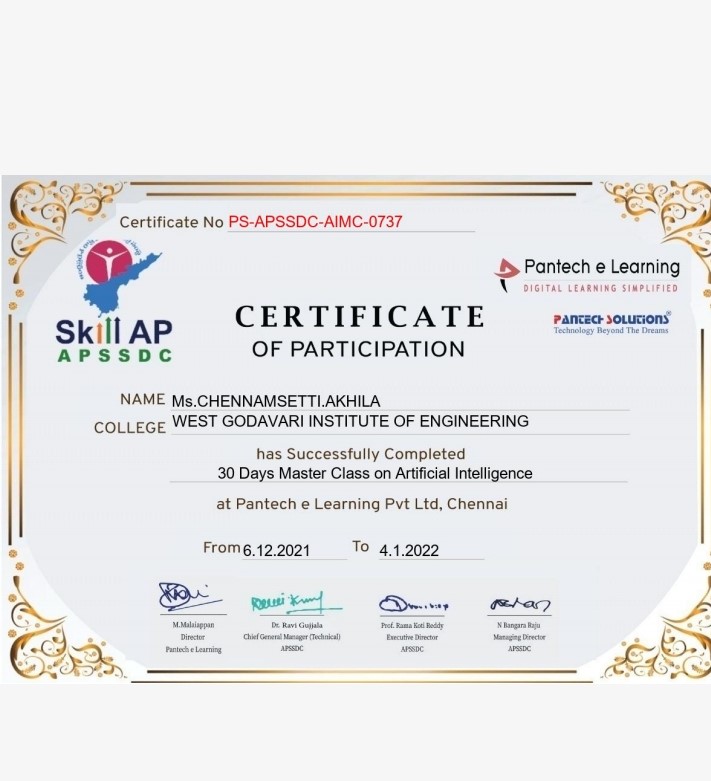 Certificate No PS-APSSDC-AIMC-0737
Skill AP
APSSDC
Pantech e Learning
DIGITAL LEARNING SIMPLIFIED
PANTECH SOLUTIONS®
Technology Beyond The Dreams
CERTIFICATE
OF PARTICIPATION
NAME Ms.CHENNAMSETTI.AKHILA
COLLEGE WEST GODAVARI INSTITUTE OF ENGINEERING
has Successfully Completed
30 Days Master Class on Artificial Intelligence
at Pantech e Learning Pvt Ltd, Chennai
From 6.12.2021 To 4.1.2022
M.Malaiappan
Director
Pantech e Learning
Dr. Ravi Gujjala
Chief General Manager (Technical)
APSSDC
Prof. Rama Koti Reddy
Executive Director
APSSDC
N Bangara Raju
Managing Director
APSSDC